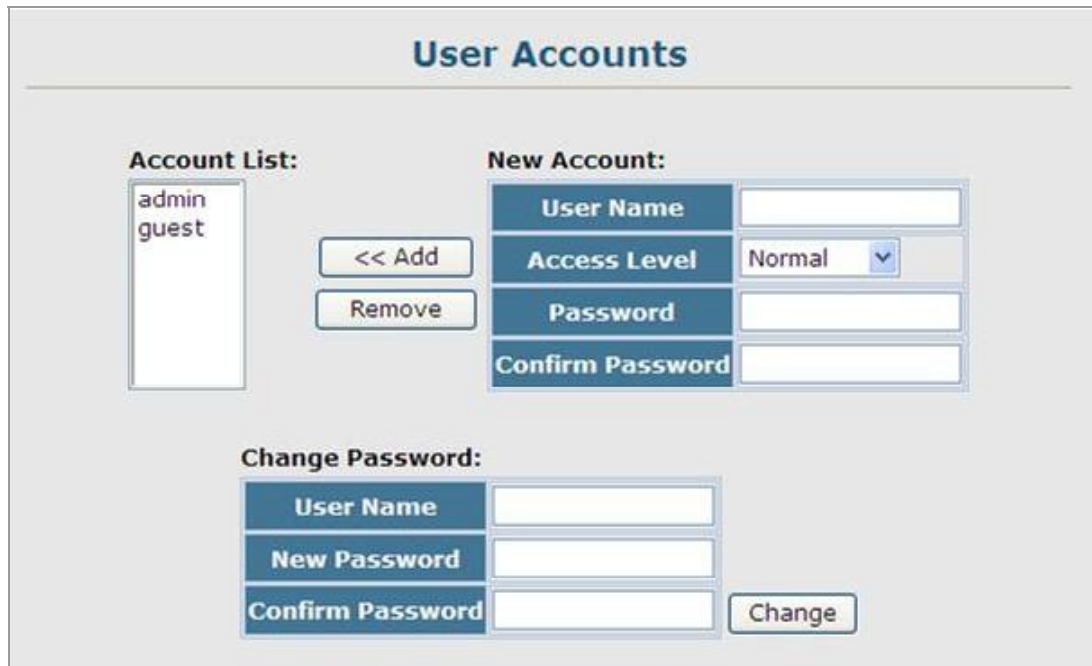 User Accounts
Account List:
admin
guest
<< Add
Remove
New Account:
User Name
Access Level
Normal
Password
Confirm Password
Change Password:
User Name
New Password
Confirm Password
Change